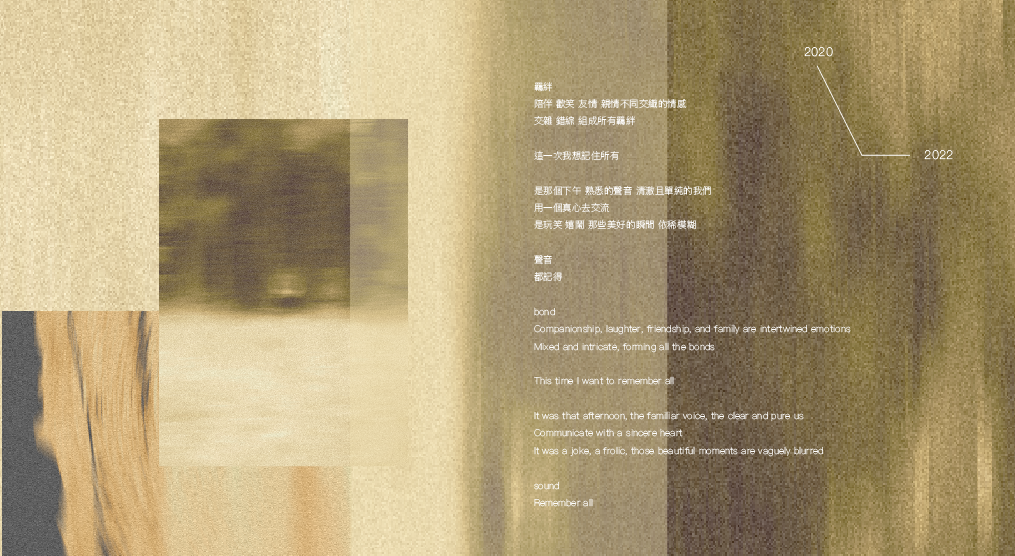 羈絆
陪伴 歡笑 友情 親情不同交織的情感
交雜 錯綜 組成所有羈絆
這一次我想記住所有
是那個下午 熟悉的聲音 清澈且單純的我們
用一個真心去交流
是玩笑 嬉鬧 那些美好的瞬間 依稀模糊
聲音
都記得
bond
Companionship, laughter, friendship, and family are intertwined emotions
Mixed and intricate, forming all the bonds
This time I want to remember all
It was that afternoon, the familiar voice, the clear and pure us
Communicate with a sincere heart
It was a joke, a frolic, those beautiful moments are vaguely blurred
sound
Remember all
2020
2022